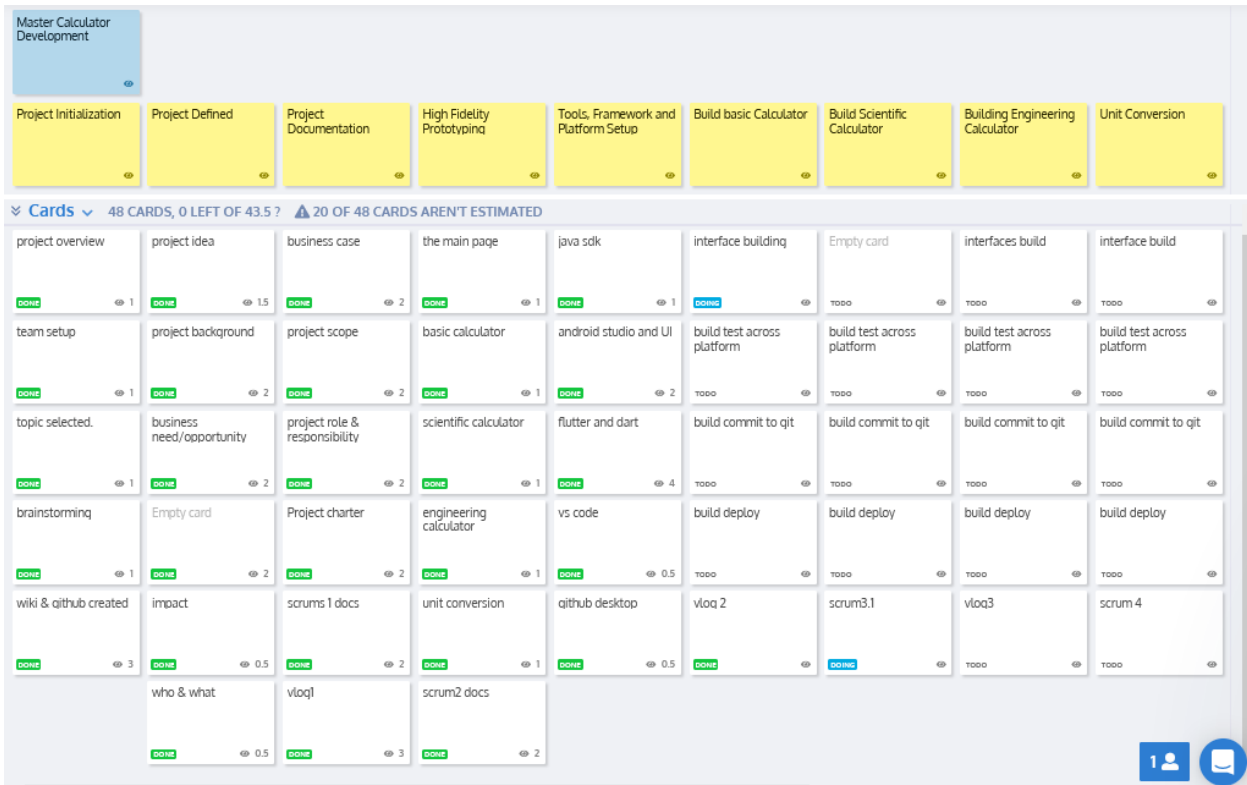 Master Calculator
Development
Project Initialization
Project Defined
Project
Documentation
High Fidelity
Prototyping
Tools, Framework and
Platform Setup
Build basic Calculator
Build Scientific
Calculator
Building Engineering
Calculator
Unit Conversion
Cards 48 CARDS, 0 LEFT OF 43.5 ? 20 OF 48 CARDS AREN'T ESTIMATED
project overview
DONE 1
project idea
DONE 1.5
business case
DONE 2
the main page
DONE 1
java sdk
DONE 1
interface building
DOING
Empty card
TODO
interfaces build
TODO
interface build
TODO
team setup
DONE 1
project background
DONE 2
project scope
DONE 2
basic calculator
DONE 1
android studio and UI
DONE 2
build test across
platform
TODO
build test across
platform
TODO
build test across
platform
TODO
build test across
platform
TODO
topic selected.
DONE 1
business
need/opportunity
DONE 2
project role &
responsibility
DONE 2
scientific calculator
DONE 1
flutter and dart
DONE 4
build commit to git
TODO
build commit to git
TODO
build commit to git
TODO
build commit to git
TODO
brainstorming
DONE 1
Empty card
DONE 2
Project charter
DONE 2
engineering
calculator
DONE 1
vs code
DONE 0.5
build deploy
TODO
build deploy
TODO
build deploy
TODO
build deploy
TODO
wiki & github created
DONE 3
impact
DONE 0.5
scrums 1 docs
DONE 2
unit conversion
DONE 1
github desktop
DONE 0.5
vlog 2
DONE
scrum3.1
DOING
vlog3
TODO
scrum 4
TODO
who & what
DONE 0.5
vlog1
DONE 3
scrum2 docs
DONE 2
1